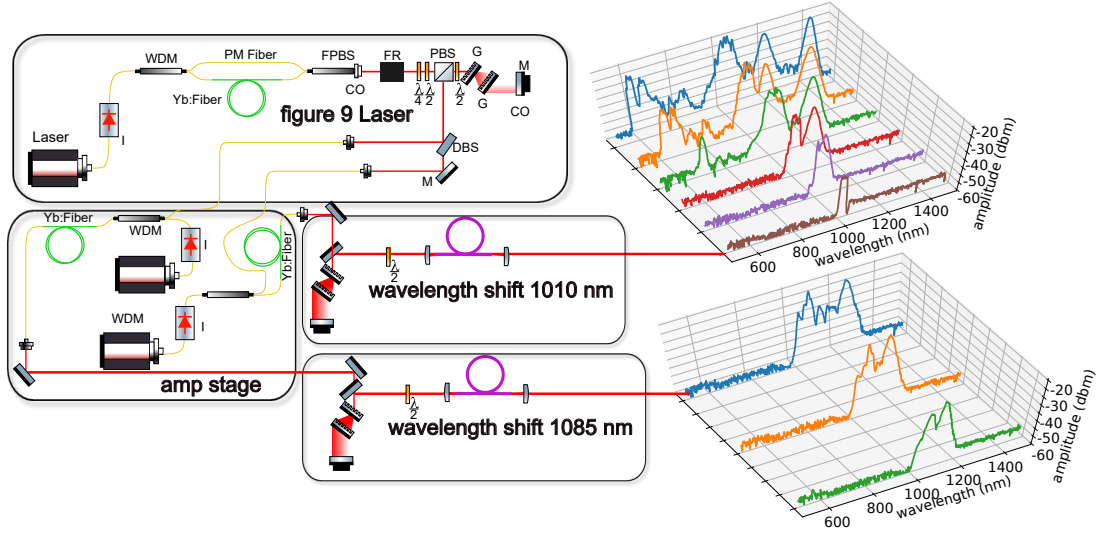 WDM
PM Fiber
FPBS
FR
PBS
G
M
CO
λ
4
λ
2
λ
2
G
CO
Yb:Fiber
figure 9 Laser
Laser
I
DBS
M
Yb:Fiber
WDM
I
Yb:Fiber
WDM
I
amp stage
λ
2
wavelength shift 1010 nm
λ
2
wavelength shift 1085 nm
-20
-30
-40
-50
-60
amplitude (dbm)
600
800
1000
1200
1400
wavelength (nm)
-20
-30
-40
-50
-60
amplitude (dbm)
600
800
1000
1200
1400
wavelength (nm)